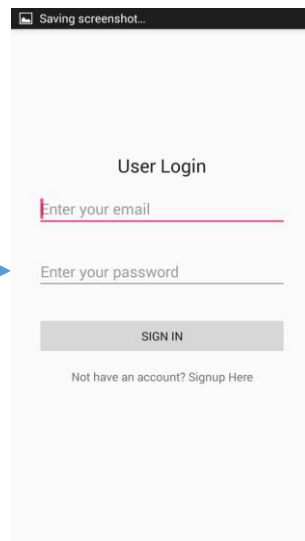 Saving screenshot...
User Login
Enter your email
Enter your password
SIGN IN
Not have an account? Signup Here